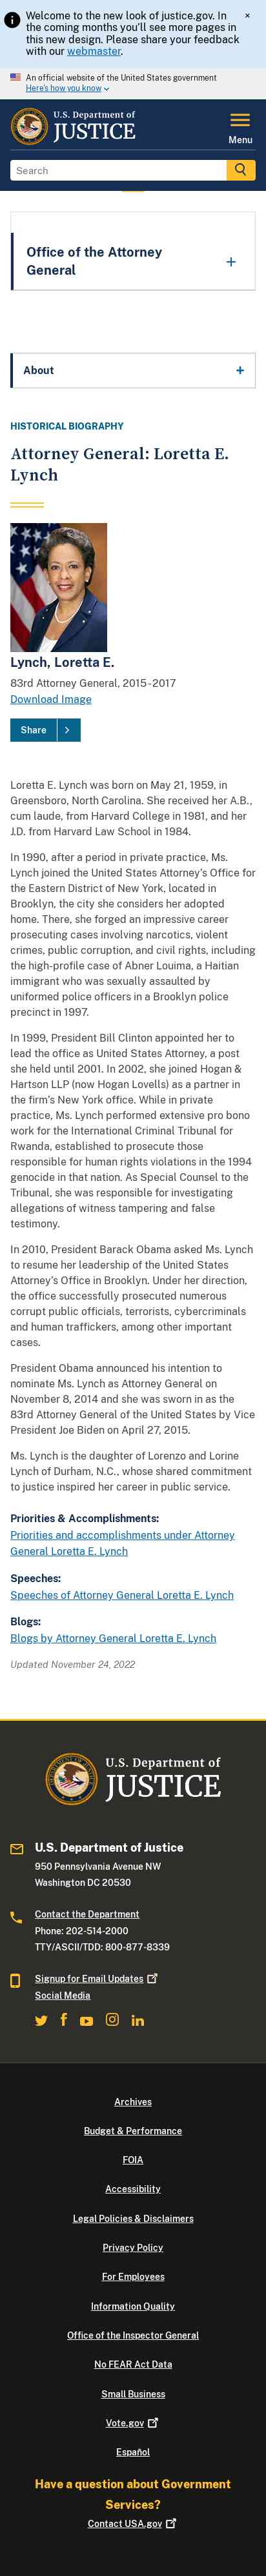 Welcome to the new look of justice.gov. In
the coming months you'll see more pages in
this new design. Please share your feedback
with our webmaster.
×
An official website of the United States government
Here's how you know
U.S. Department of
JUSTICE
Menu
Search
Office of the Attorney
General
About
HISTORICAL BIOGRAPHY
Attorney General: Loretta E.
Lynch
Lynch, Loretta E.
83rd Attorney General, 2015-2017
Download Image
Share
Loretta E. Lynch was born on May 21, 1959, in
Greensboro, North Carolina. She received her A.B.,
cum laude, from Harvard College in 1981, and her
J.D. from Harvard Law School in 1984.
In 1990, after a period in private practice, Ms.
Lynch joined the United States Attorney's Office for
the Eastern District of New York, located in
Brooklyn, the city she considers her adopted
home. There, she forged an impressive career
prosecuting cases involving narcotics, violent
crimes, public corruption, and civil rights, including
the high-profile case of Abner Louima, a Haitian
immigrant who was sexually assaulted by
uniformed police officers in a Brooklyn police
precinct in 1997.
In 1999, President Bill Clinton appointed her to
lead the office as United States Attorney, a post
she held until 2001. In 2002, she joined Hogan &
Hartson LLP (now Hogan Lovells) as a partner in
the firm's New York office. While in private
practice, Ms. Lynch performed extensive pro bono
work for the International Criminal Tribunal for
Rwanda, established to prosecute those
responsible for human rights violations in the 1994
genocide in that nation. As Special Counsel to the
Tribunal, she was responsible for investigating
allegations of witness tampering and false
testimony.
In 2010, President Barack Obama asked Ms. Lynch
to resume her leadership of the United States
Attorney's Office in Brooklyn. Under her direction,
the office successfully prosecuted numerous
corrupt public officials, terrorists, cybercriminals
and human traffickers, among other important
cases.
President Obama announced his intention to
nominate Ms. Lynch as Attorney General on
November 8, 2014 and she was sworn in as the
83rd Attorney General of the United States by Vice
President Joe Biden on April 27, 2015.
Ms. Lynch is the daughter of Lorenzo and Lorine
Lynch of Durham, N.C., whose shared commitment
to justice inspired her career in public service.
Priorities & Accomplishments:
Priorities and accomplishments under Attorney
General Loretta E. Lynch
Speeches:
Speeches of Attorney General Loretta E. Lynch
Blogs:
Blogs by Attorney General Loretta E. Lynch
Updated November 24, 2022
U.S. Department of
JUSTICE
U.S. Department of Justice
950 Pennsylvania Avenue NW
Washington DC 20530
Contact the Department
Phone: 202-514-2000
TTY/ASCII/TDD: 800-877-8339
Signup for Email Updates
Social Media
Archives
Budget & Performance
FOIA
Accessibility
Legal Policies & Disclaimers
Privacy Policy
For Employees
Information Quality
Office of the Inspector General
No FEAR Act Data
Small Business
Vote.gov
Español
Have a question about Government
Services?
Contact USA.gov